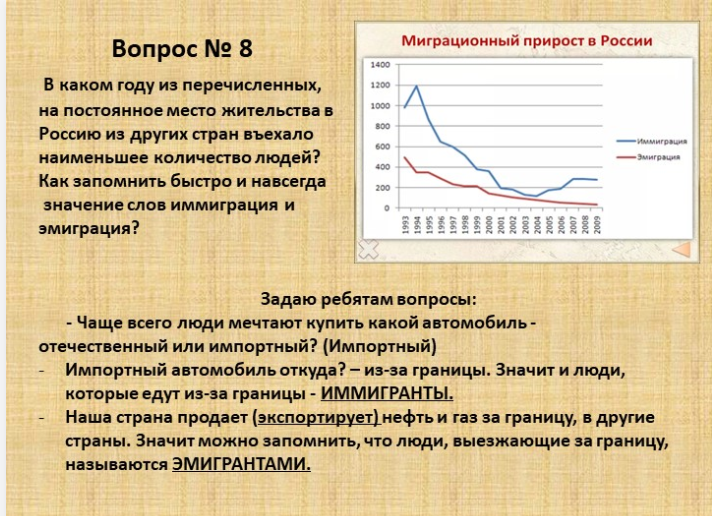 Вопрос № 8
В каком году из перечисленных,
на постоянное место жительства в
Россию из других стран въехало
наименьшее количество людей?
Как запомнить быстро и навсегда
значение слов иммиграция и
эмиграция?
Миграционный прирост в России
1400
1200
1000
800
600
400
200
0
1993
1994
1995
1996
1997
1998
1999
2000
2001
2002
2003
2004
2005
2006
2007
2008
2009
Иммиграция
Эмиграция
Задаю ребятам вопросы:
- Чаще всего люди мечтают купить какой автомобиль -
отечественный или импортный? (Импортный)
- Импортный автомобиль откуда? – из-за границы. Значит и люди,
которые едут из-за границы - ИММИГРАНТЫ.
- Наша страна продает (экспортирует) нефть и газ за границу, в другие
страны. Значит можно запомнить, что люди, выезжающие за границу,
называются ЭМИГРАНТАМИ.